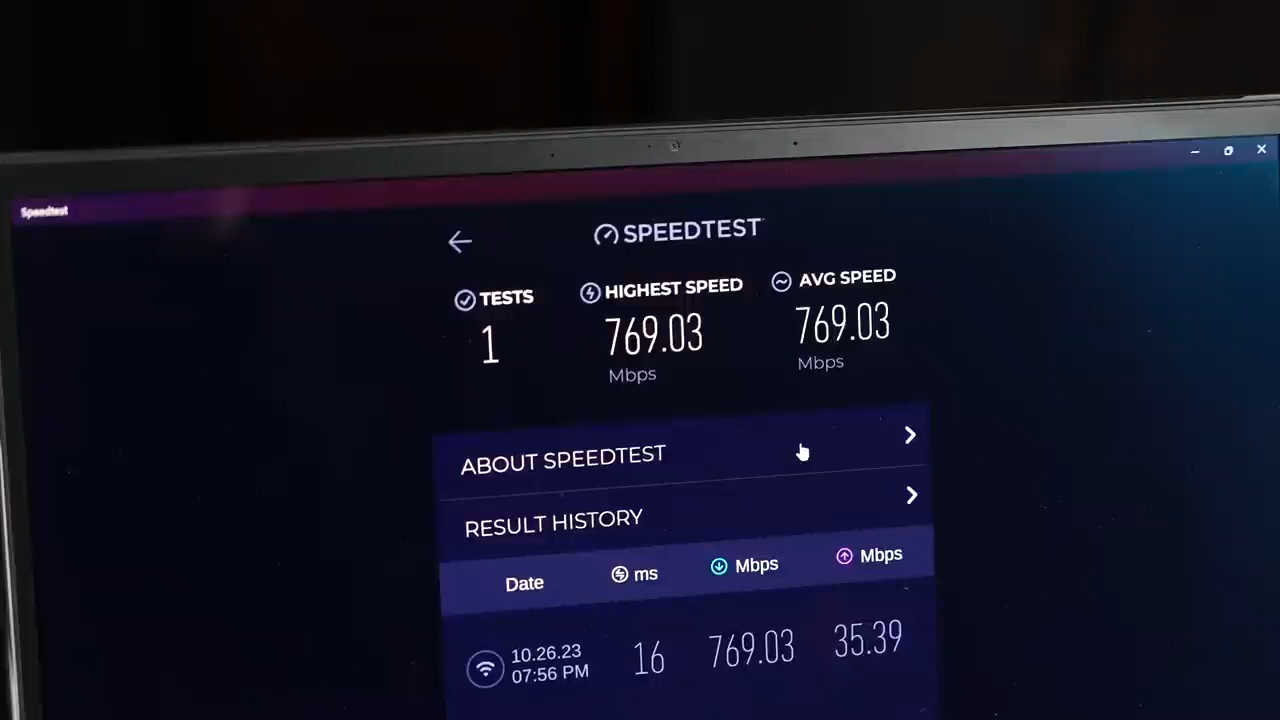 Speedtest
SPEEDTEST
TESTS
1
HIGHEST SPEED
769.03
Mbps
AVG SPEED
769.03
Mbps
ABOUT SPEEDTEST
RESULT HISTORY
Date ms Mbps Mbps
10.26.23
07:56 PM
16 769.03 35.39